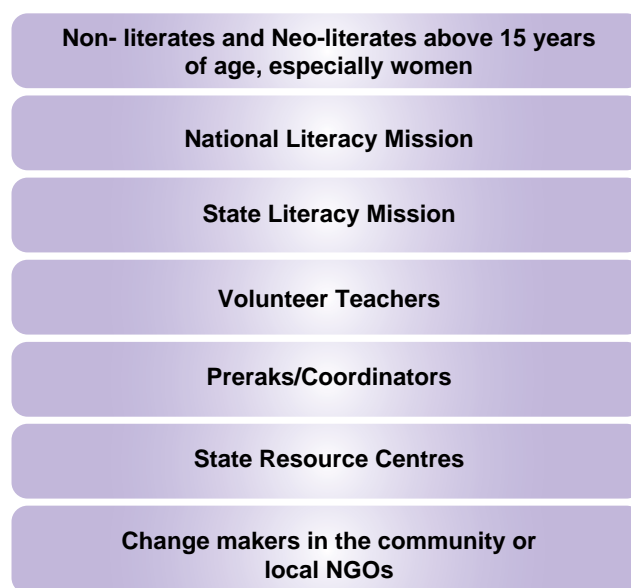 Non- literates and Neo-literates above 15 years
of age, especially women
National Literacy Mission
State Literacy Mission
Volunteer Teachers
Preraks/Coordinators
State Resource Centres
Change makers in the community or
local NGOs